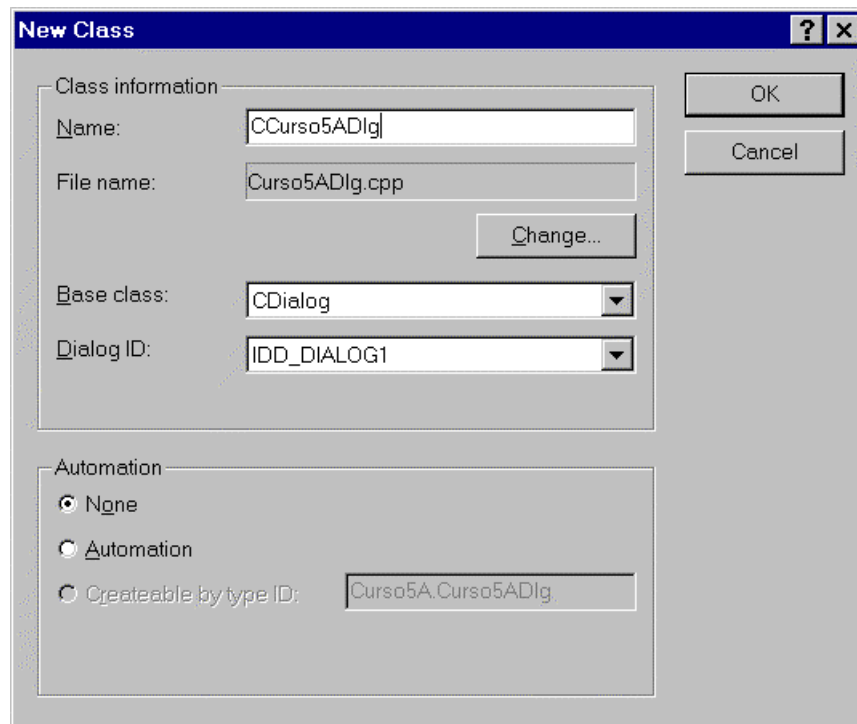 New Class
Class information
Name: CCurso5ADlg
File name: Curso5ADlg.cpp
Change...
Base class: CDialog
Dialog ID: IDD_DIALOG1
OK
Cancel
Automation
None
Automation
Createable by type ID: Curso5A.Curso5ADlg